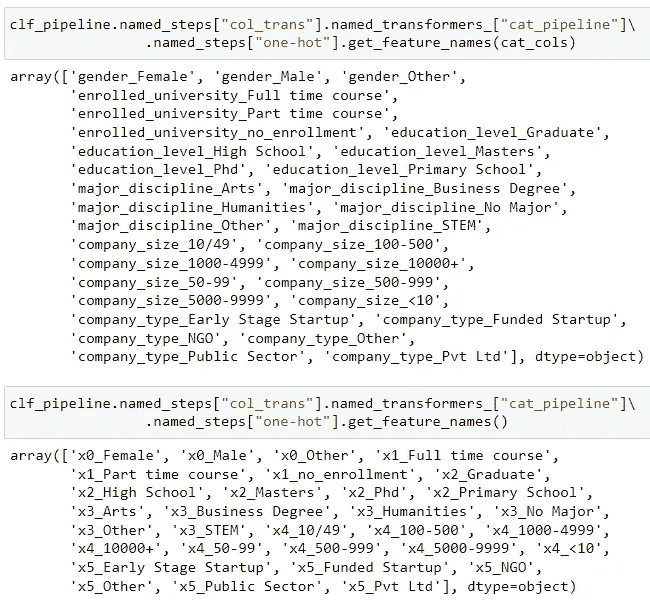 clf_pipeline.named_steps["col_trans"].named_transformers_["cat_pipeline"]\
.named_steps["one-hot"].get_feature_names(cat_cols)
array(['gender_Female', 'gender_Male', 'gender_Other',
'enrolled_university_Full time course',
'enrolled_university_Part time course',
'enrolled_university_no_enrollment', 'education_level_Graduate',
'education_level_High School', 'education_level_Masters',
'education_level_Phd', 'education_level_Primary School',
'major_discipline_Arts', 'major_discipline_Business Degree',
'major_discipline_Humanities', 'major_discipline_No Major',
'major_discipline_Other', 'major_discipline_STEM',
'company_size_10/49', 'company_size_100-500',
'company_size_1000-4999', 'company_size_10000+',
'company_size_50-99', 'company_size_500-999',
'company_size_5000-9999', 'company_size_<10',
'company_type_Early Stage Startup', 'company_type_Funded Startup',
'company_type_NGO', 'company_type_Other',
'company_type_Public Sector', 'company_type_Pvt Ltd'], dtype=object)
clf_pipeline.named_steps["col_trans"].named_transformers_["cat_pipeline"]\
.named_steps["one-hot"].get_feature_names()
array(['x0_Female', 'x0_Male', 'x0_Other', 'x1_Full time course',
'x1_Part time course', 'x1_no_enrollment', 'x2_Graduate',
'x2_High School', 'x2_Masters', 'x2_Phd', 'x2_Primary School',
'x3_Arts', 'x3_Business Degree', 'x3_Humanities', 'x3_No Major',
'x3_Other', 'x3_STEM', 'x4_10/49', 'x4_100-500', 'x4_1000-4999',
'x4_10000+', 'x4_50-99', 'x4_500-999', 'x4_5000-9999', 'x4_<10',
'x5_Early Stage Startup', 'x5_Funded Startup', 'x5_NGO',
'x5_Other', 'x5_Public Sector', 'x5_Pvt Ltd'], dtype=object)